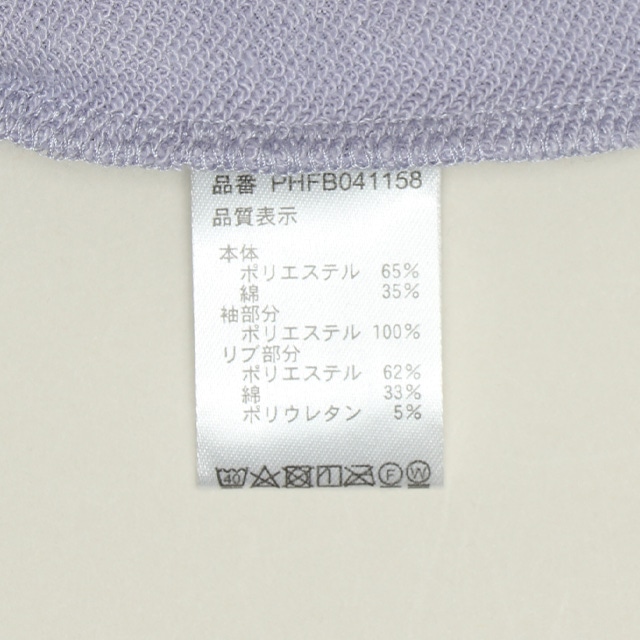 品番 PHFB041158
品質表示
本体
ポリエステル 65%
綿 35%
袖部分
ポリエステル 100%
リブ部分
ポリエステル 62%
綿 33%
ポリウレタン 5%
40 P W